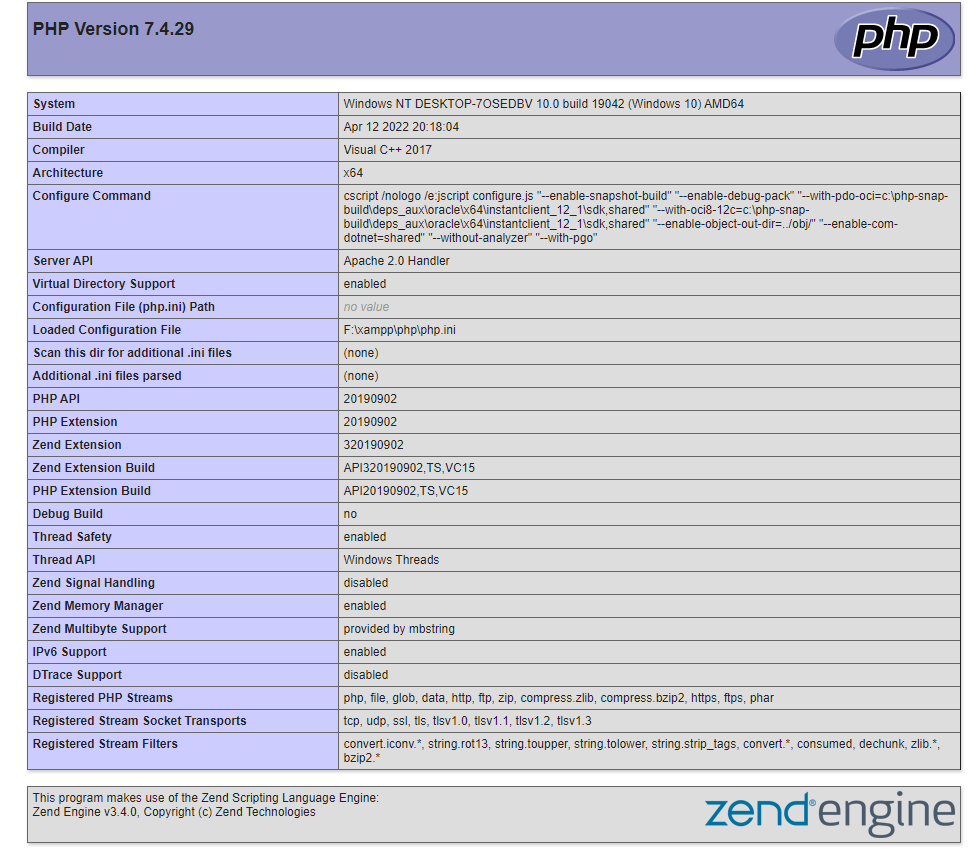 PHP Version 7.4.29
php
System Windows NT DESKTOP-7OSEDBV 10.0 build 19042 (Windows 10) AMD64
Build Date Apr 12 2022 20:18:04
Compiler Visual C++ 2017
Architecture x64
Configure Command cscript /nologo /e:jscript configure.js "--enable-snapshot-build" "--enable-debug-pack" "--with-pdo-oci=c:\php-snap-
build\deps_aux\oracle\x64\instantclient_12_1\sdk,shared" "--with-oci8-12c=c:\php-snap-
build\deps_aux\oracle\x64\instantclient_12_1\sdk,shared" "--enable-object-out-dir=../obj/" "--enable-com-
dotnet=shared" "--without-analyzer" "--with-pgo"
Server API Apache 2.0 Handler
Virtual Directory Support enabled
Configuration File (php.ini) Path no value
Loaded Configuration File F:\xampp\php\php.ini
Scan this dir for additional .ini files (none)
Additional .ini files parsed (none)
PHP API 20190902
PHP Extension 20190902
Zend Extension 320190902
Zend Extension Build API320190902,TS,VC15
PHP Extension Build API20190902,TS,VC15
Debug Build no
Thread Safety enabled
Thread API Windows Threads
Zend Signal Handling disabled
Zend Memory Manager enabled
Zend Multibyte Support provided by mbstring
IPv6 Support enabled
DTrace Support disabled
Registered PHP Streams php, file, glob, data, http, ftp, zip, compress.zlib, compress.bzip2, https, ftps, phar
Registered Stream Socket Transports tcp, udp, ssl, tls, tlsv1.0, tlsv1.1, tlsv1.2, tlsv1.3
Registered Stream Filters convert.iconv.*, string.rot13, string.toupper, string.tolower, string.strip_tags, convert.*, consumed, dechunk, zlib.*,
bzip2.*
This program makes use of the Zend Scripting Language Engine:
Zend Engine v3.4.0, Copyright (c) Zend Technologies
zend®engine